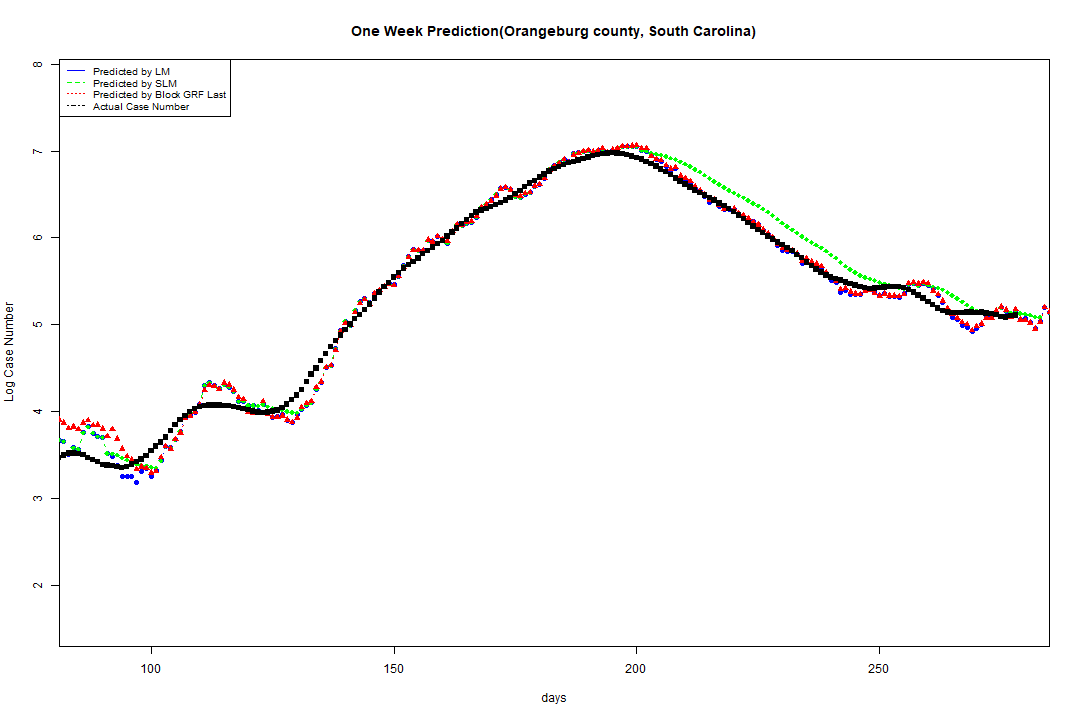 One Week Prediction(Orangeburg county, South Carolina)
Predicted by LM
Predicted by SLM
Predicted by Block GRF Last
Actual Case Number
8
7
6
5
4
3
2
Log Case Number
100 150 200 250
days